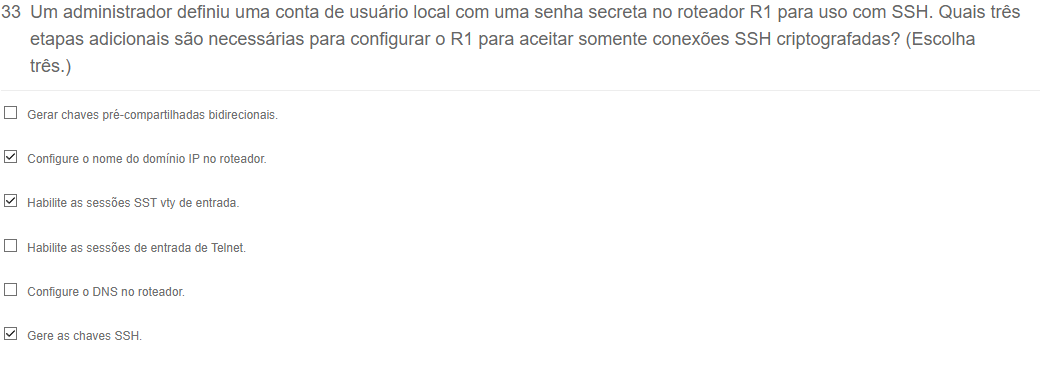 33 Um administrador definiu uma conta de usuário local com uma senha secreta no roteador R1 para uso com SSH. Quais três
etapas adicionais são necessárias para configurar o R1 para aceitar somente conexões SSH criptografadas? (Escolha
três.)
Gerar chaves pré-compartilhadas bidirecionais.
Configure o nome do domínio IP no roteador.
Habilite as sessões SST vty de entrada.
Habilite as sessões de entrada de Telnet.
Configure o DNS no roteador.
Gere as chaves SSH.